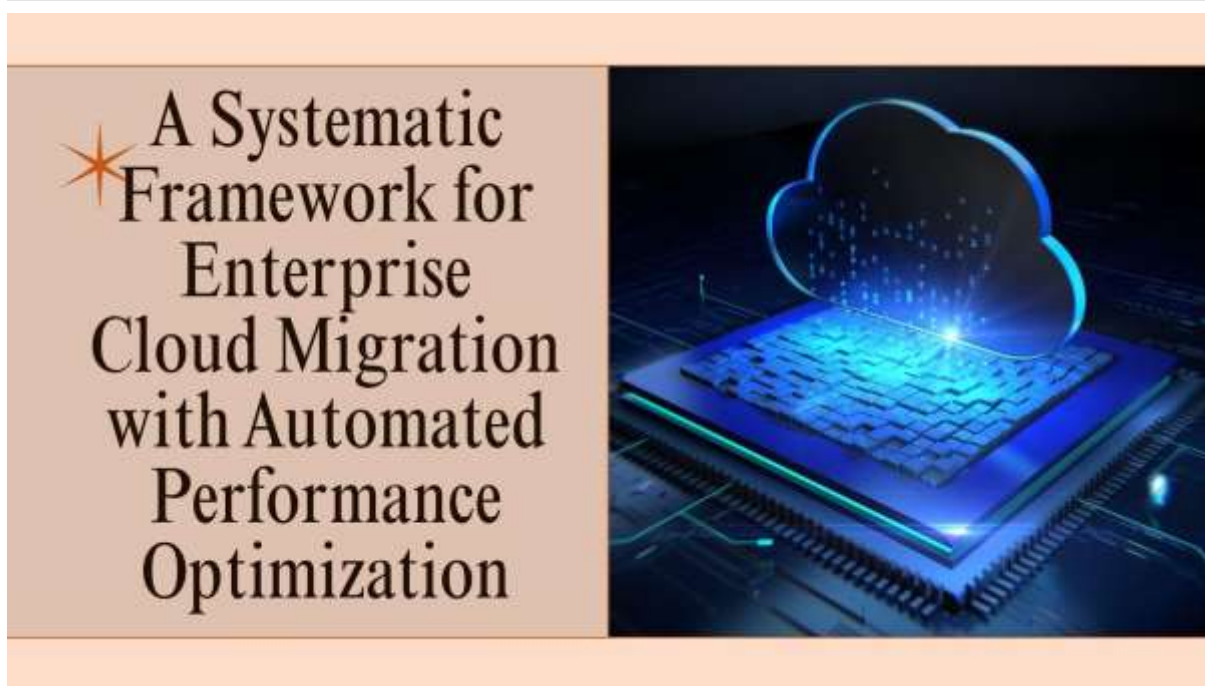 A Systematic
Framework for
Enterprise
Cloud Migration
with Automated
Performance
Optimization